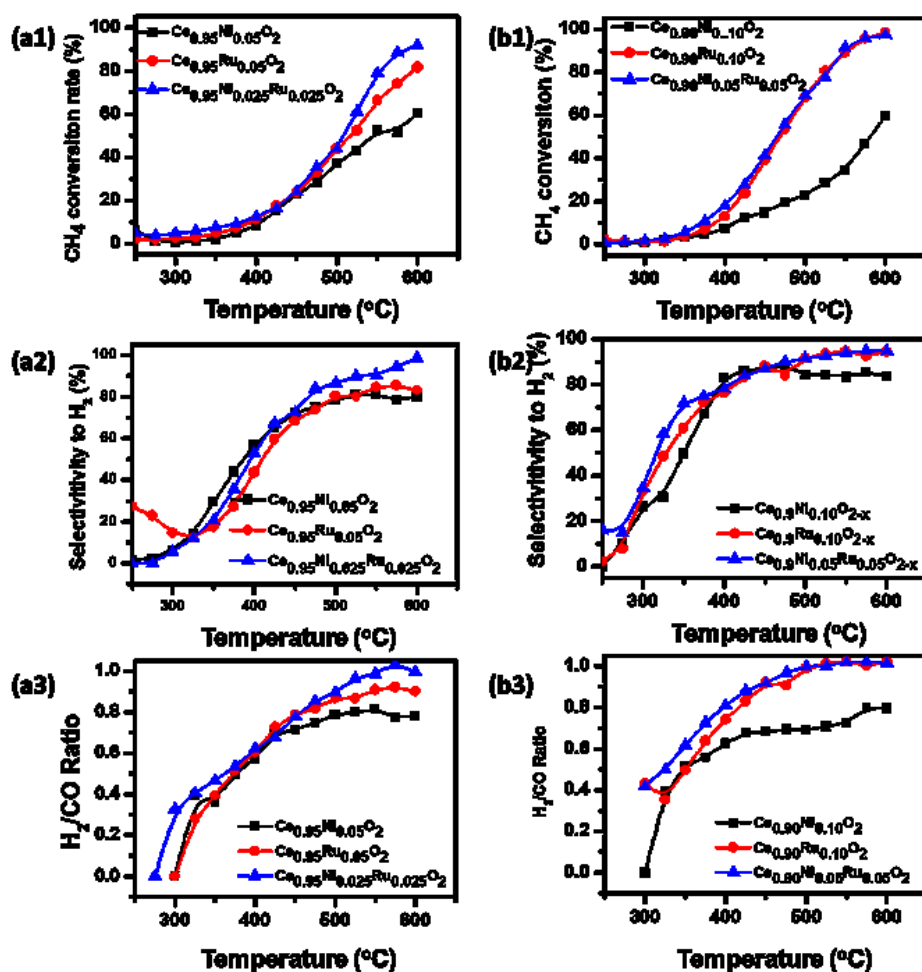 (a1)
CH4 conversiton rate (%)
100
80
60
40
20
0
Ce0.95Ni0.05O2
Ce0.95Ru0.05O2
Ce0.95Ni0.025Ru0.025O2
300 400 500 600
Temperature (°C)
(b1)
CH4 conversiton (%)
100
80
60
40
20
0
Ce0.90Ni0.10O2
Ce0.90Ru0.10O2
Ce0.90Ni0.05Ru0.05O2
300 400 500 600
Temperature (°C)
(a2)
Selectivitivity to H2 (%)
100
80
60
40
20
0
Ce0.95Ni0.05O2
Ce0.95Ru0.05O2
Ce0.95Ni0.025Ru0.025O2
300 400 500 600
Temperature (°C)
(b2)
Selectivitivity to H2 (%)
100
80
60
40
20
0
Ce0.9Ni0.10O2-x
Ce0.9Ru0.10O2-x
Ce0.9Ni0.05Ru0.05O2-x
300 400 500 600
Temperature (°C)
(a3)
H2/CO Ratio
1.0
0.8
0.6
0.4
0.2
0.0
Ce0.95Ni0.05O2
Ce0.95Ru0.05O2
Ce0.95Ni0.025Ru0.025O2
300 400 500 600
Temperature (°C)
(b3)
H2/CO Ratio
1.0
0.8
0.6
0.4
0.2
0.0
Ce0.90Ni0.10O2
Ce0.90Ru0.10O2
Ce0.90Ni0.05Ru0.05O2
300 400 500 600
Temperature (°C)